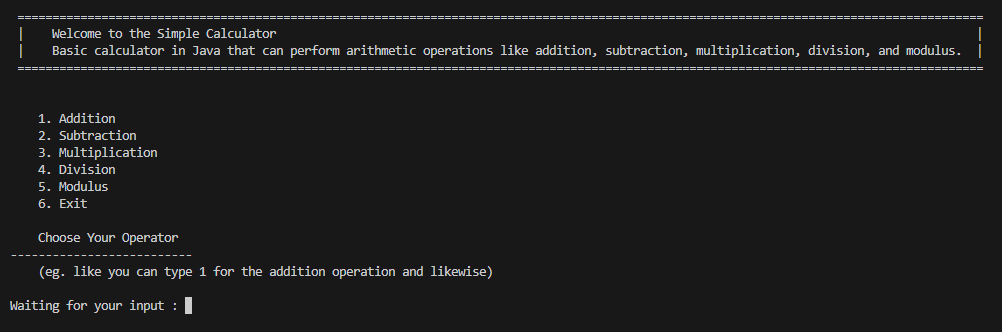 ==========================================================================================================================================
|    Welcome to the Simple Calculator                                                                                                    |
|    Basic calculator in Java that can perform arithmetic operations like addition, subtraction, multiplication, division, and modulus.  |
==========================================================================================================================================
1. Addition
2. Subtraction
3. Multiplication
4. Division
5. Modulus
6. Exit
Choose Your Operator
--------------------------
(eg. like you can type 1 for the addition operation and likewise)
Waiting for your input :